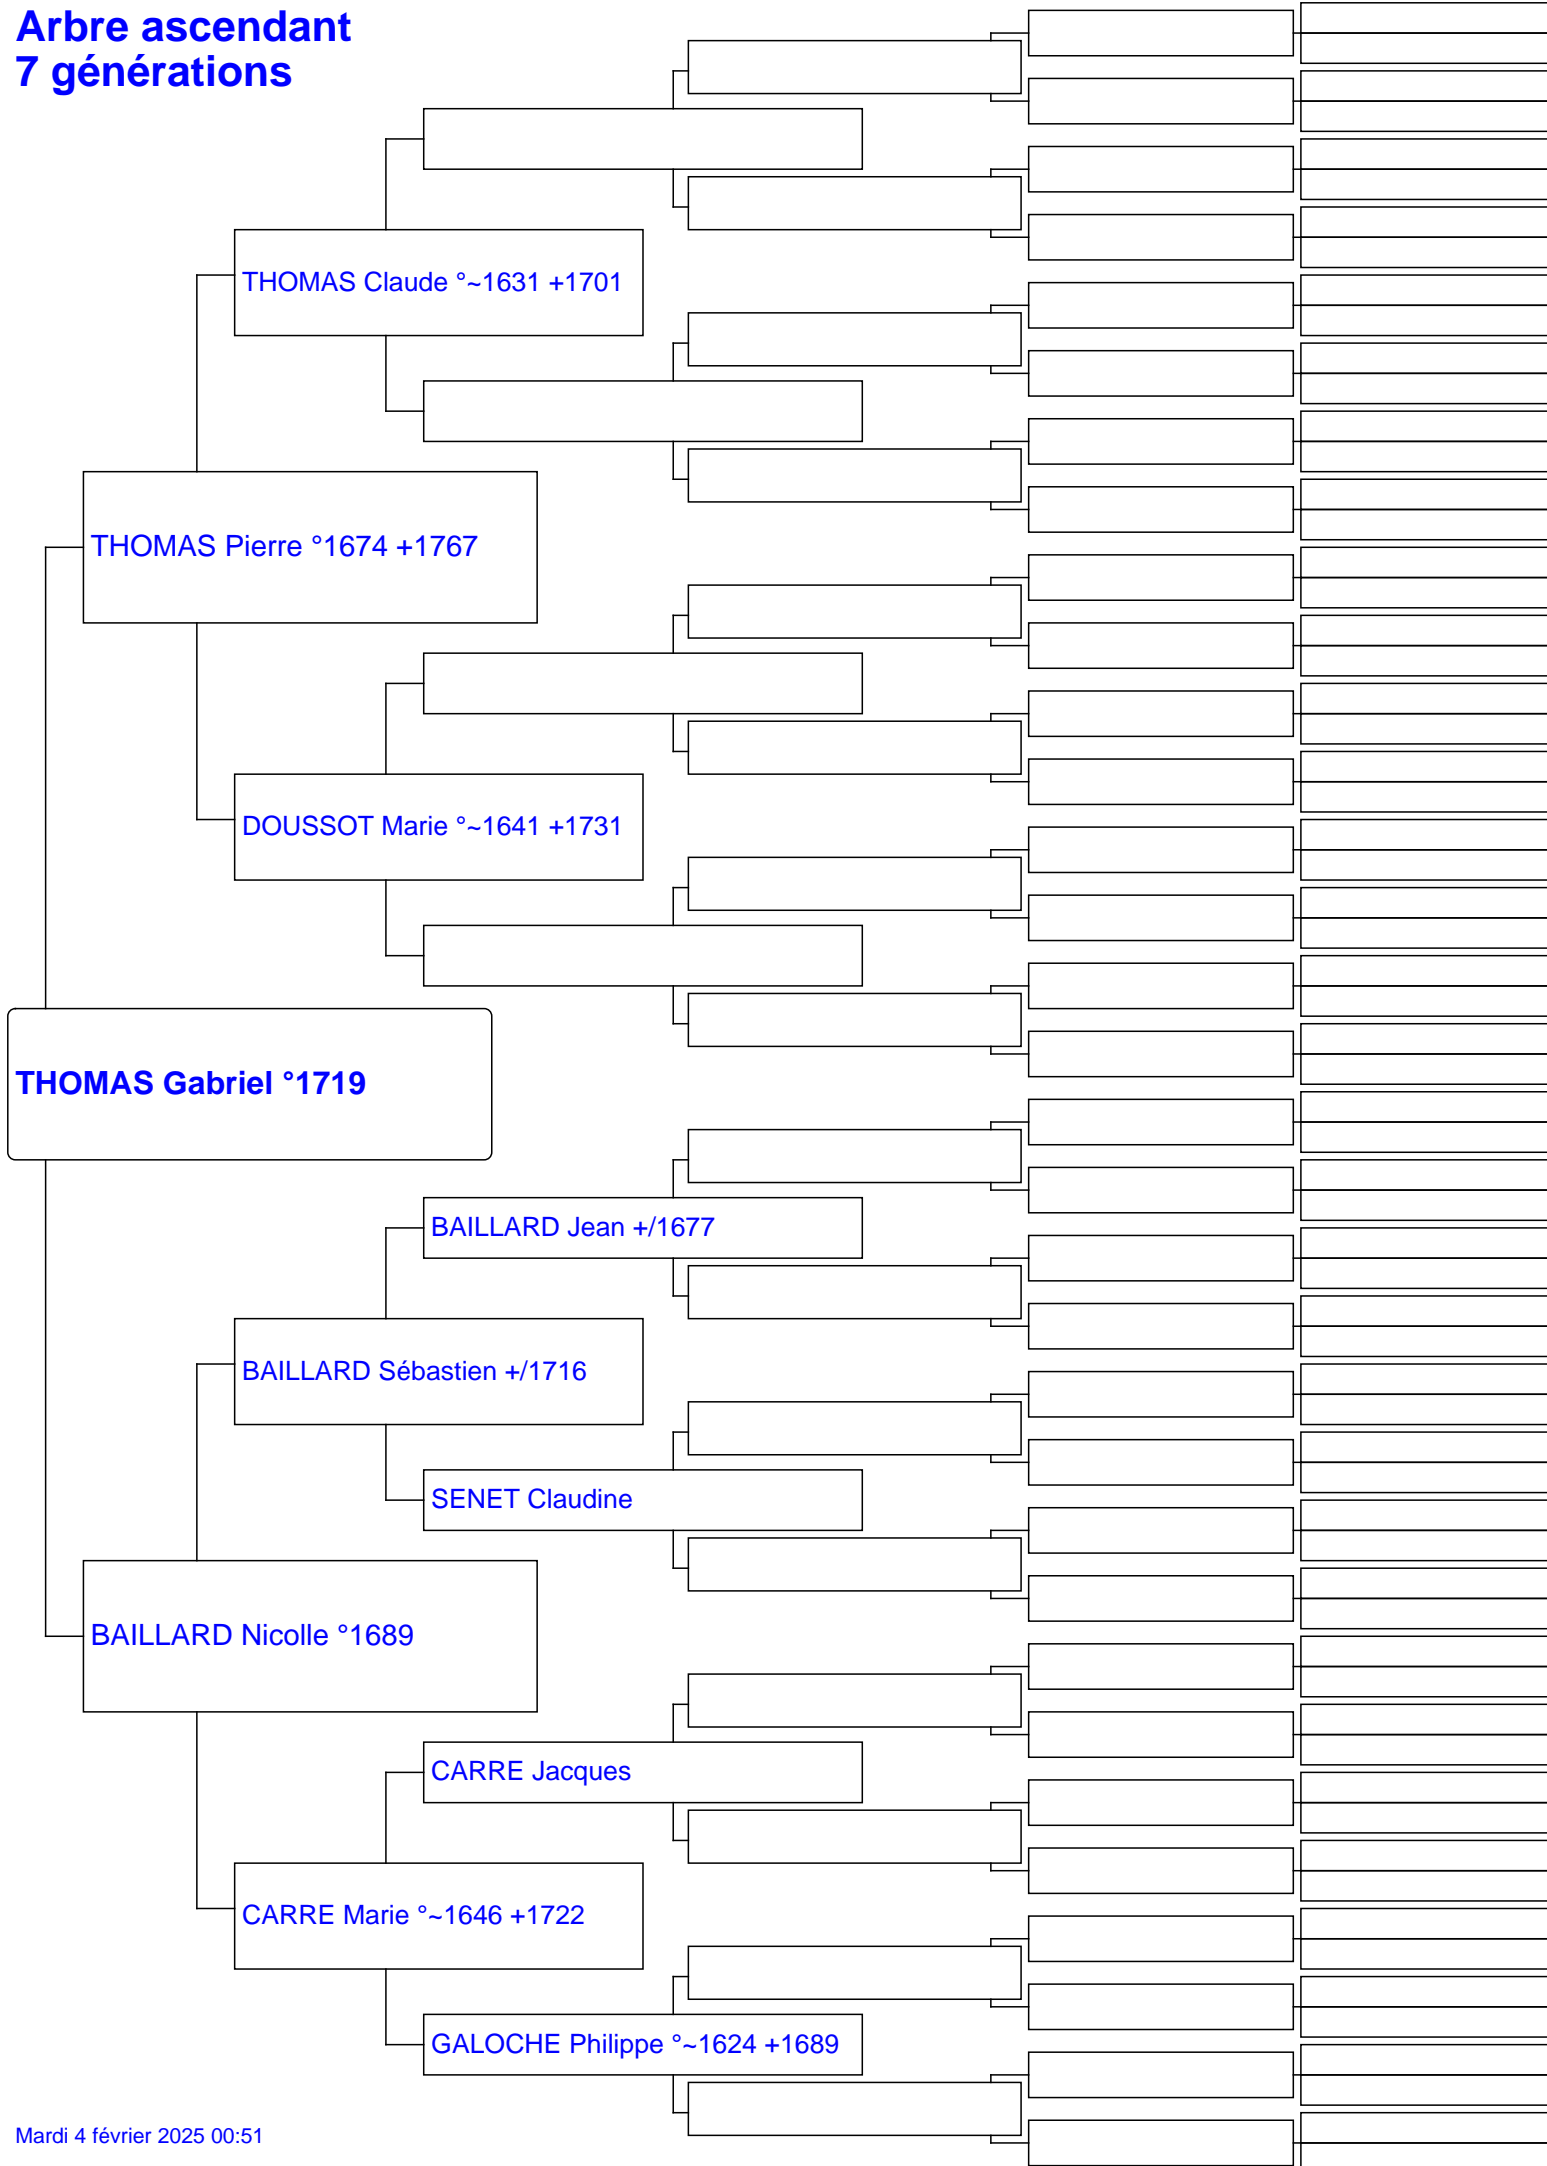 Arbre ascendant
7 générations
THOMAS Claude °~1631 +1701
THOMAS Pierre °1674 +1767
DOUSSOT Marie °~1641 +1731
THOMAS Gabriel °1719
BAILLARD Jean +/1677
BAILLARD Sébastien +/1716
SENET Claudine
BAILLARD Nicolle °1689
CARRE Jacques
CARRE Marie °~1646 +1722
GALOCHE Philippe °~1624 +1689
Mardi 4 février 2025 00:51